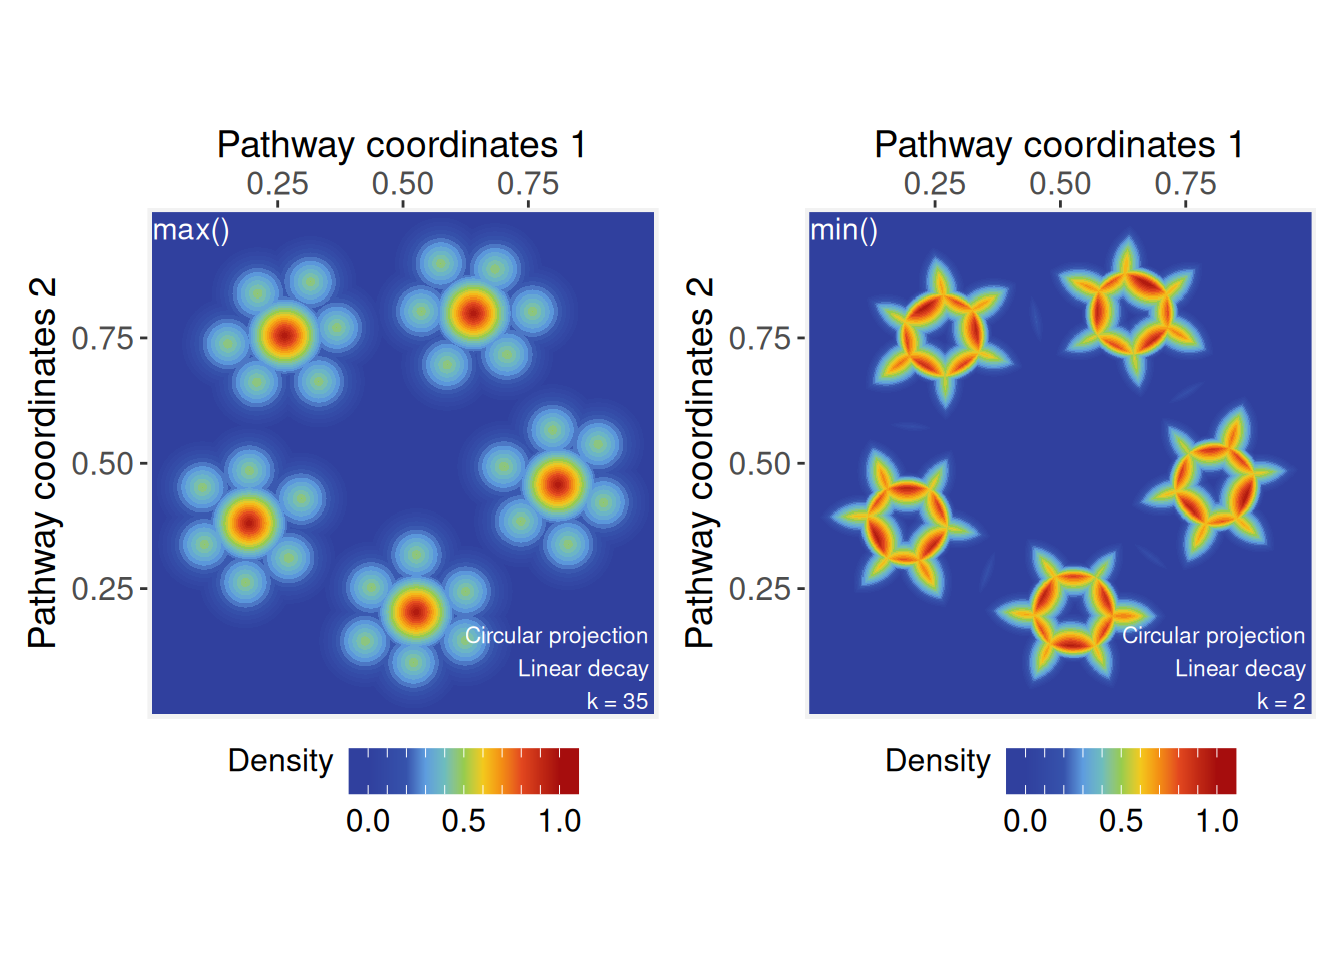 Pathway coordinates 1
0.25 0.50 0.75
Pathway coordinates 2
0.75
0.50
0.25
max()
Circular projection
Linear decay
k = 35
Density
0.0 0.5 1.0
Pathway coordinates 1
0.25 0.50 0.75
Pathway coordinates 2
0.75
0.50
0.25
min()
Circular projection
Linear decay
k = 2
Density
0.0 0.5 1.0